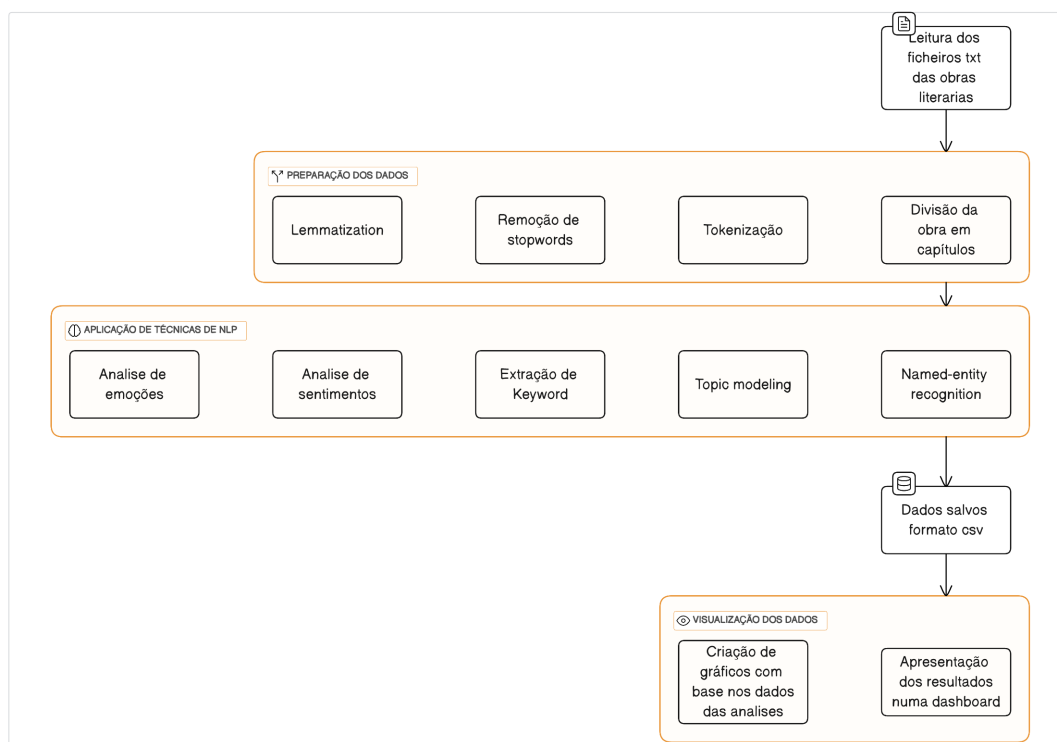 Leitura dos
ficheiros txt
das obras
literarias
PREPARAÇÃO DOS DADOS
Lemmatization
Remoção de
stopwords
Tokenização
Divisão da
obra em
capítulos
APLICAÇÃO DE TÉCNICAS DE NLP
Analise de
emoções
Analise de
sentimentos
Extração de
Keyword
Topic modeling
Named-entity
recognition
Dados salvos
formato csv
VISUALIZAÇÃO DOS DADOS
Criação de
gráficos com
base nos dados
das analises
Apresentação
dos resultados
numa dashboard